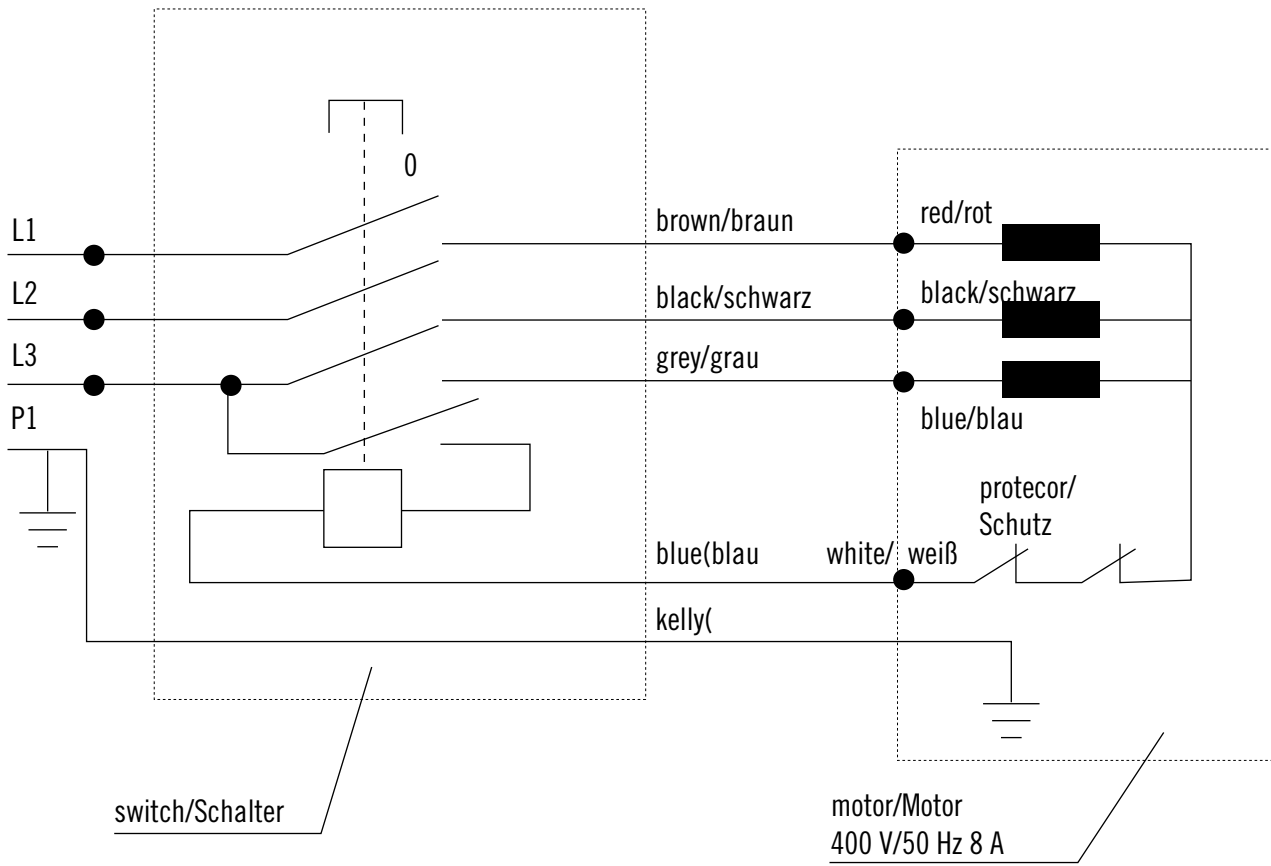 0
L1
brown/braun
red/rot
L2
black/schwarz
black/schwarz
L3
grey/grau
P1
blue/blau
protecor/
Schutz
blue(blau
white/ weiß
kelly(
switch/Schalter
motor/Motor
400 V/50 Hz 8 A